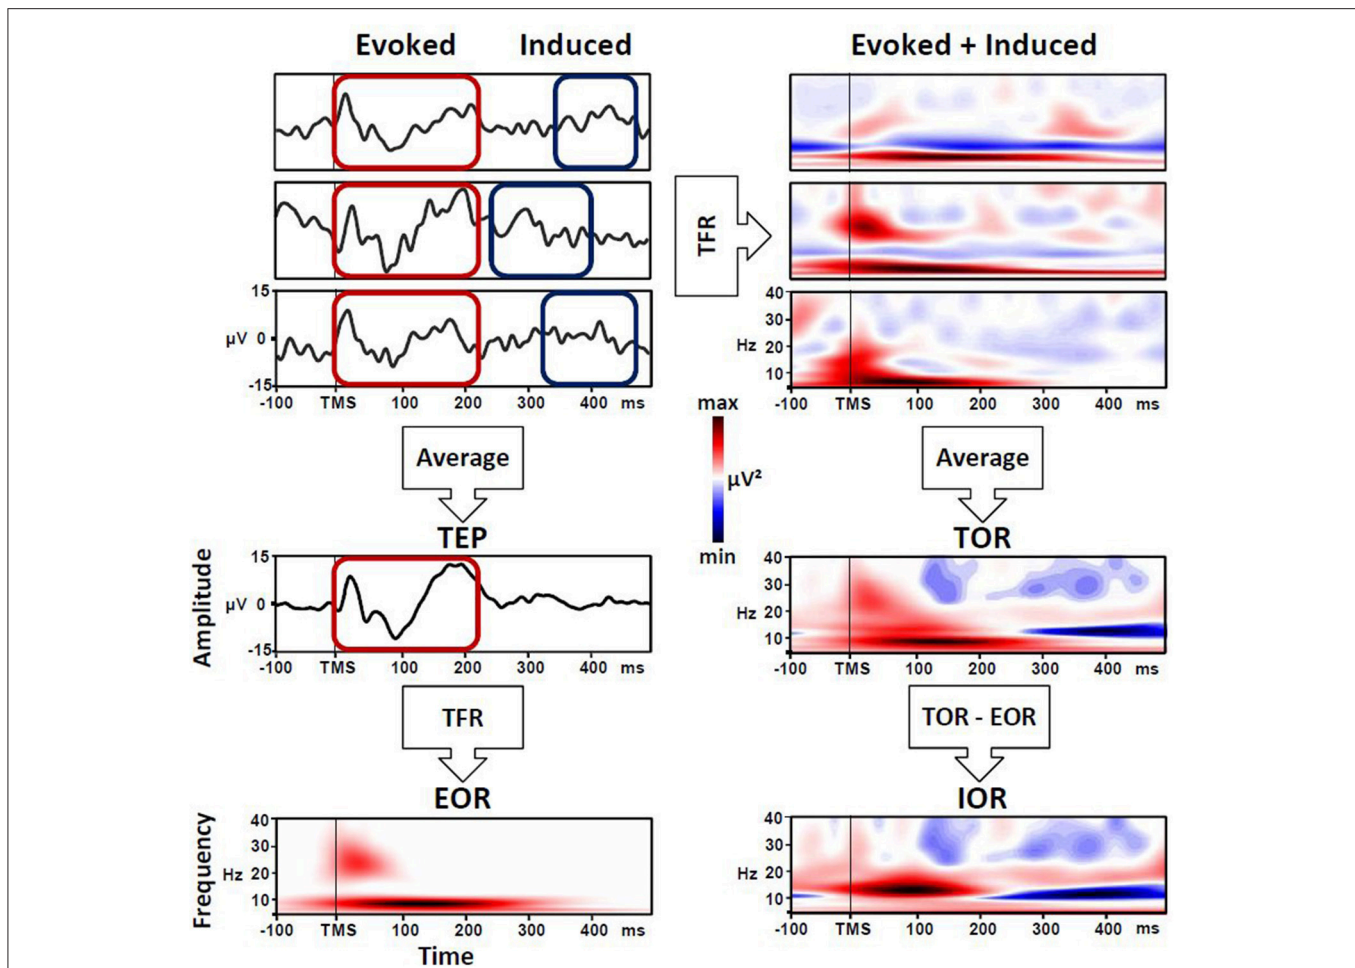 Evoked Induced Evoked + Induced
TFR
15
µV 0
-15
-100 TMS 100 200 400 ms
40
30
Hz 20
10
-100 TMS 100 200 300 400 ms
max
µV²
min
Average
Average
TEP
TOR
Amplitude
15
µV 0
-15
-100 TMS 100 200 400 ms
40
30
Hz 20
10
-100 TMS 100 200 300 400 ms
TFR
TOR - EOR
EOR
IOR
Frequency
40
30
Hz 20
10
-100 TMS 100 200 300 400 ms
Time
40
30
Hz 20
10
-100 TMS 100 200 300 400 ms